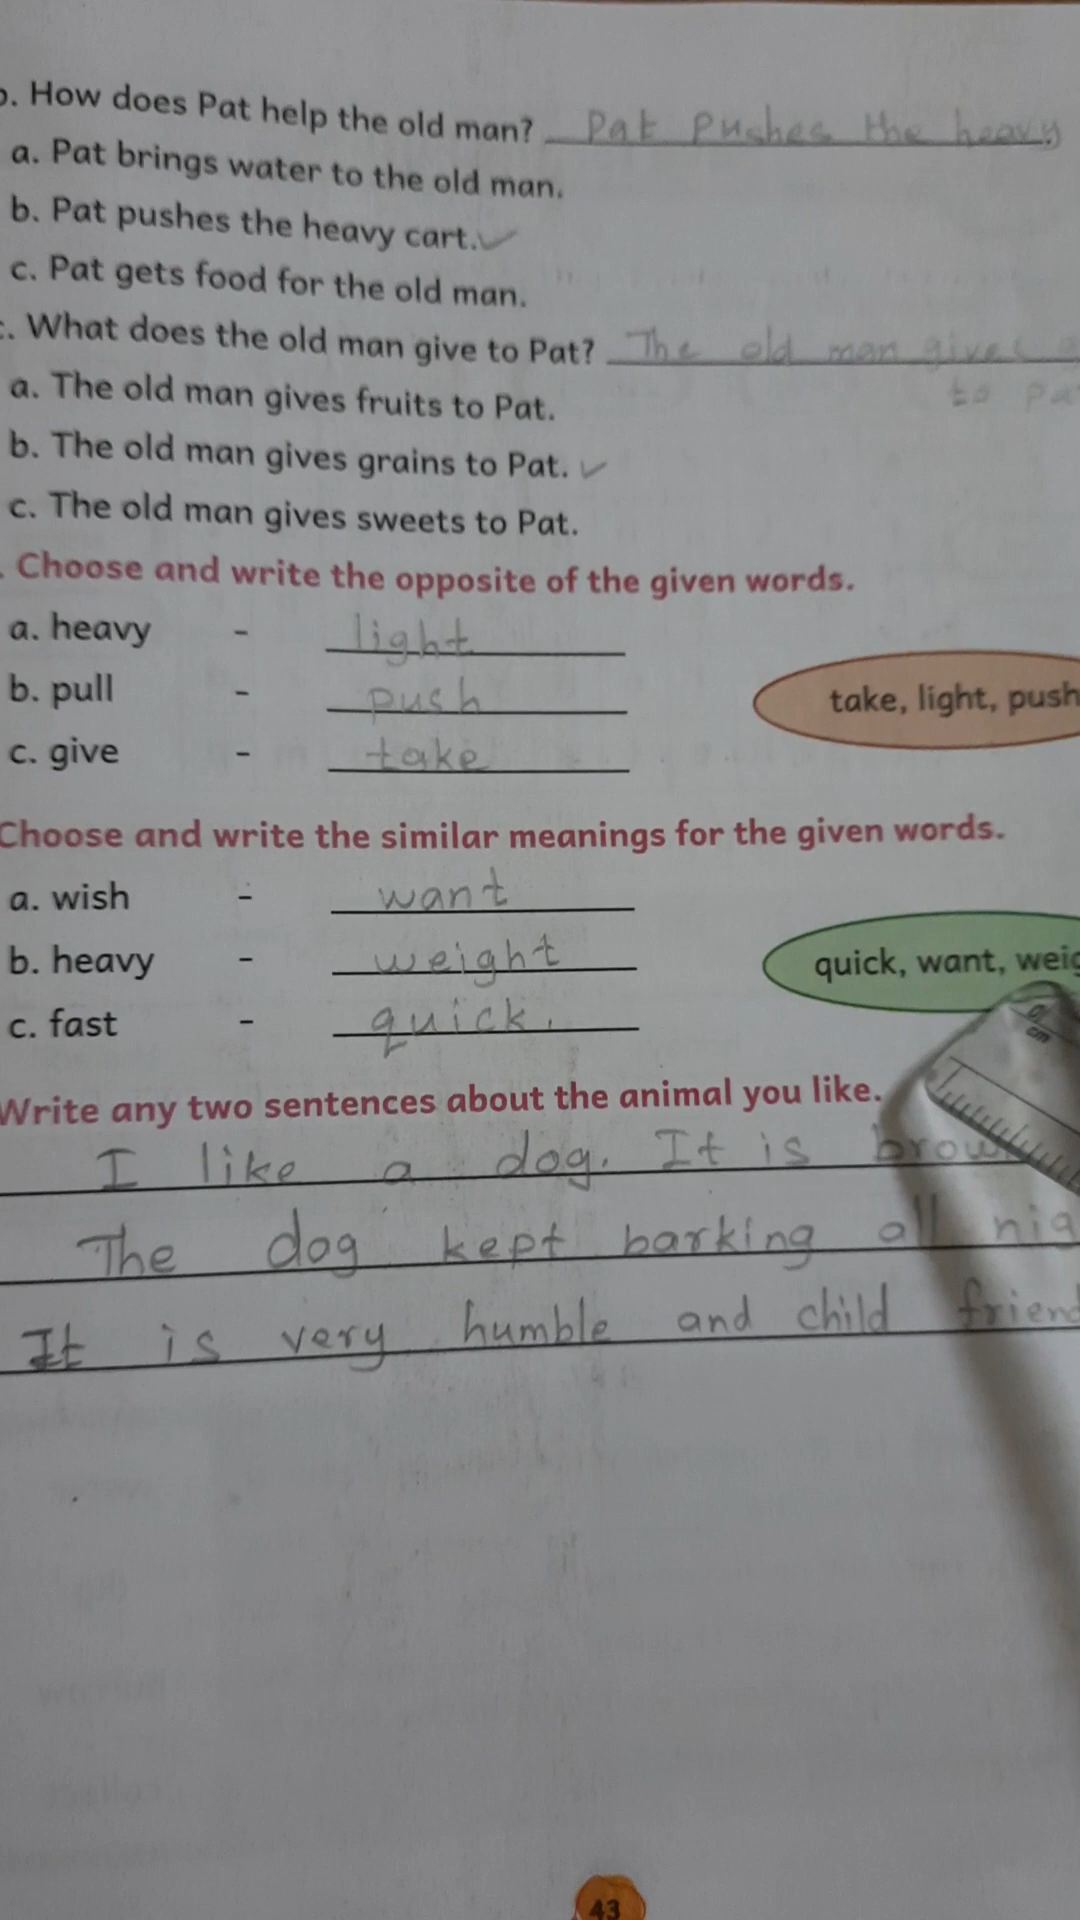 . How does Pat help the old man? Pat pushes the heavy
a. Pat brings water to the old man.
b. Pat pushes the heavy cart. ✓
c. Pat gets food for the old man.
. What does the old man give to Pat? The old man gives
to
a. The old man gives fruits to Pat.
b. The old man gives grains to Pat. ✓
c. The old man gives sweets to Pat.
. Choose and write the opposite of the given words.
a. heavy - light
b. pull - push
take, light, push
c. give - take
Choose and write the similar meanings for the given words.
a. wish - want
b. heavy - weight
quick, want,
c. fast - quick.
0
cm
Write any two sentences about the animal you like.
I like a dog. It is
The dog kept barking all
It is very humble and child
43